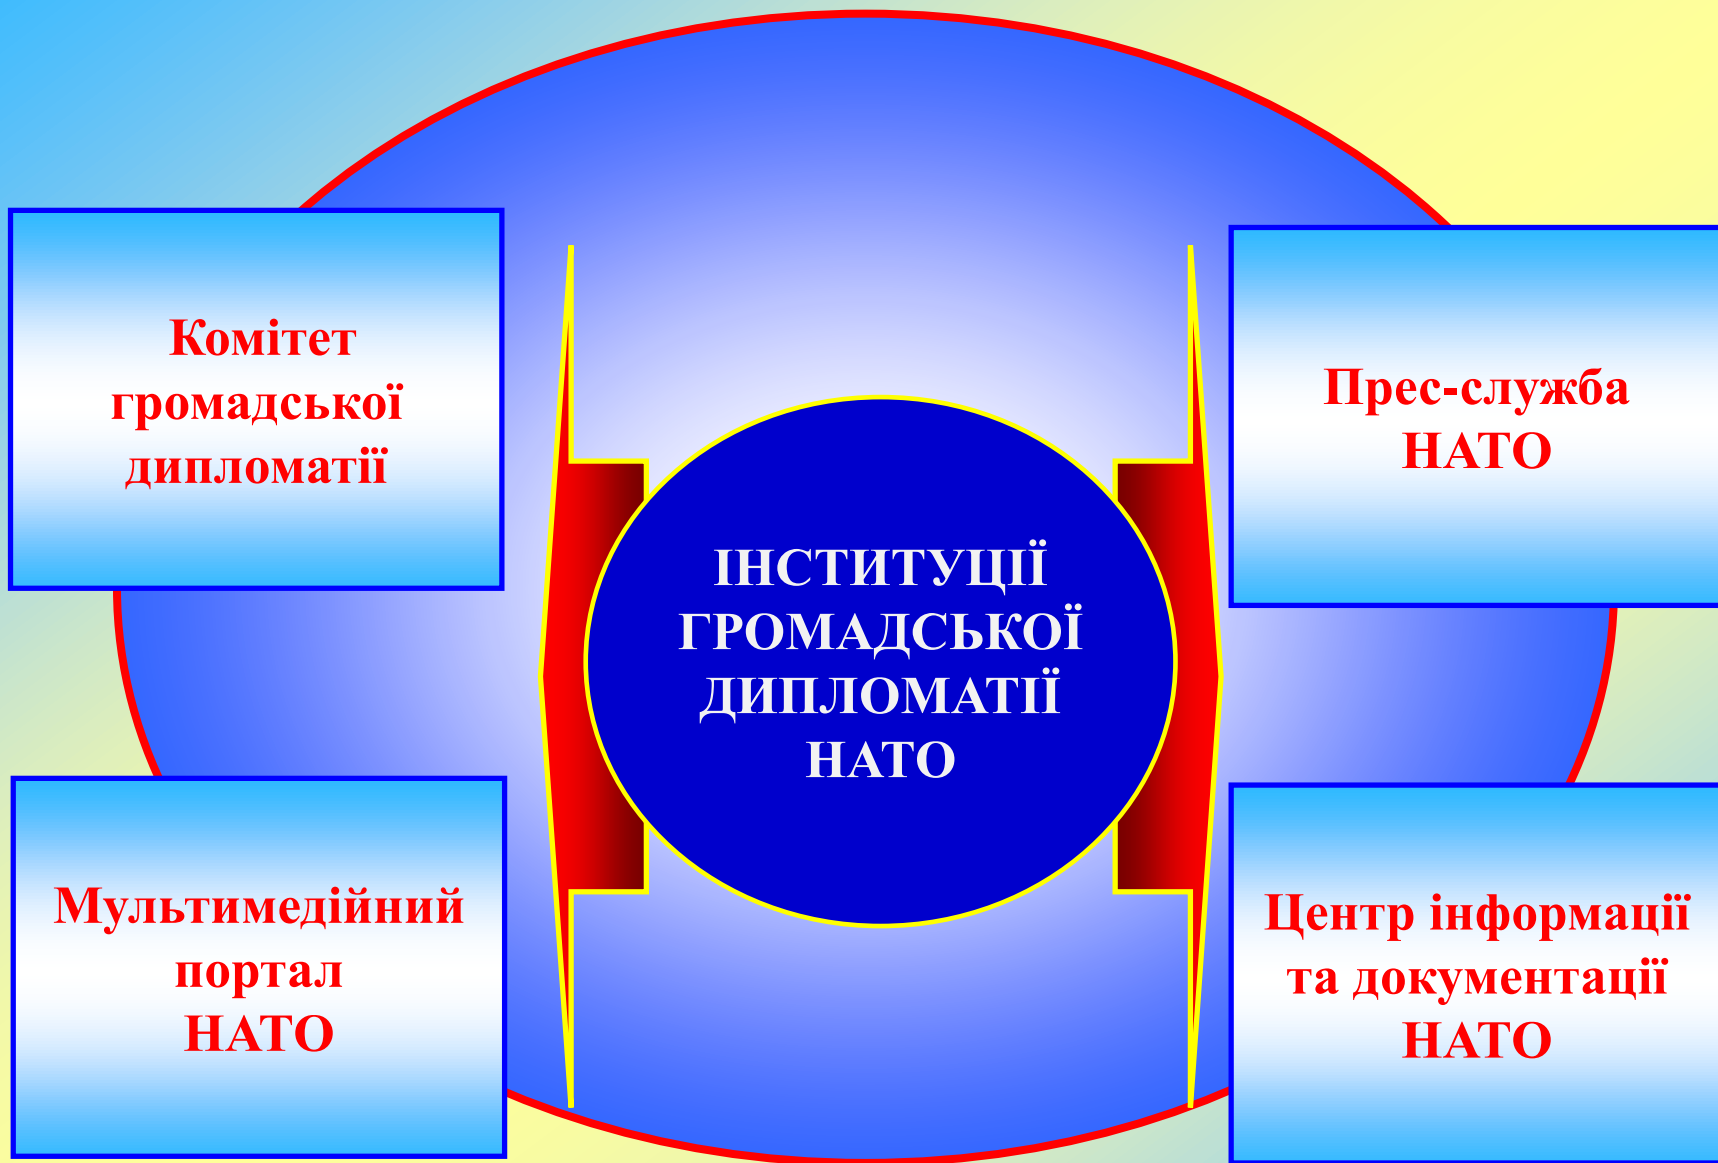 Комітет
громадської
дипломатії
Прес-служба
НАТО
ІНСТИТУЦІЇ
ГРОМАДСЬКОЇ
ДИПЛОМАТІЇ
НАТО
Мультимедійний
портал
НАТО
Центр інформації
та документації
НАТО